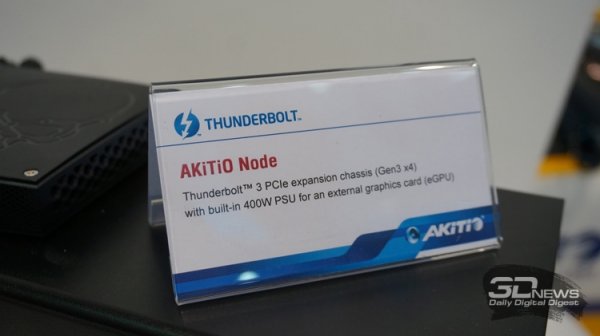 THUNDERBOLT™
AKiTiO Node
Thunderbolt™ 3 PCIe expansion chassis (Gen3 x4)
with built-in 400W PSU for an external graphics card (eGPU)
AKiTiO
3DNEWS
Daily Digital Digest